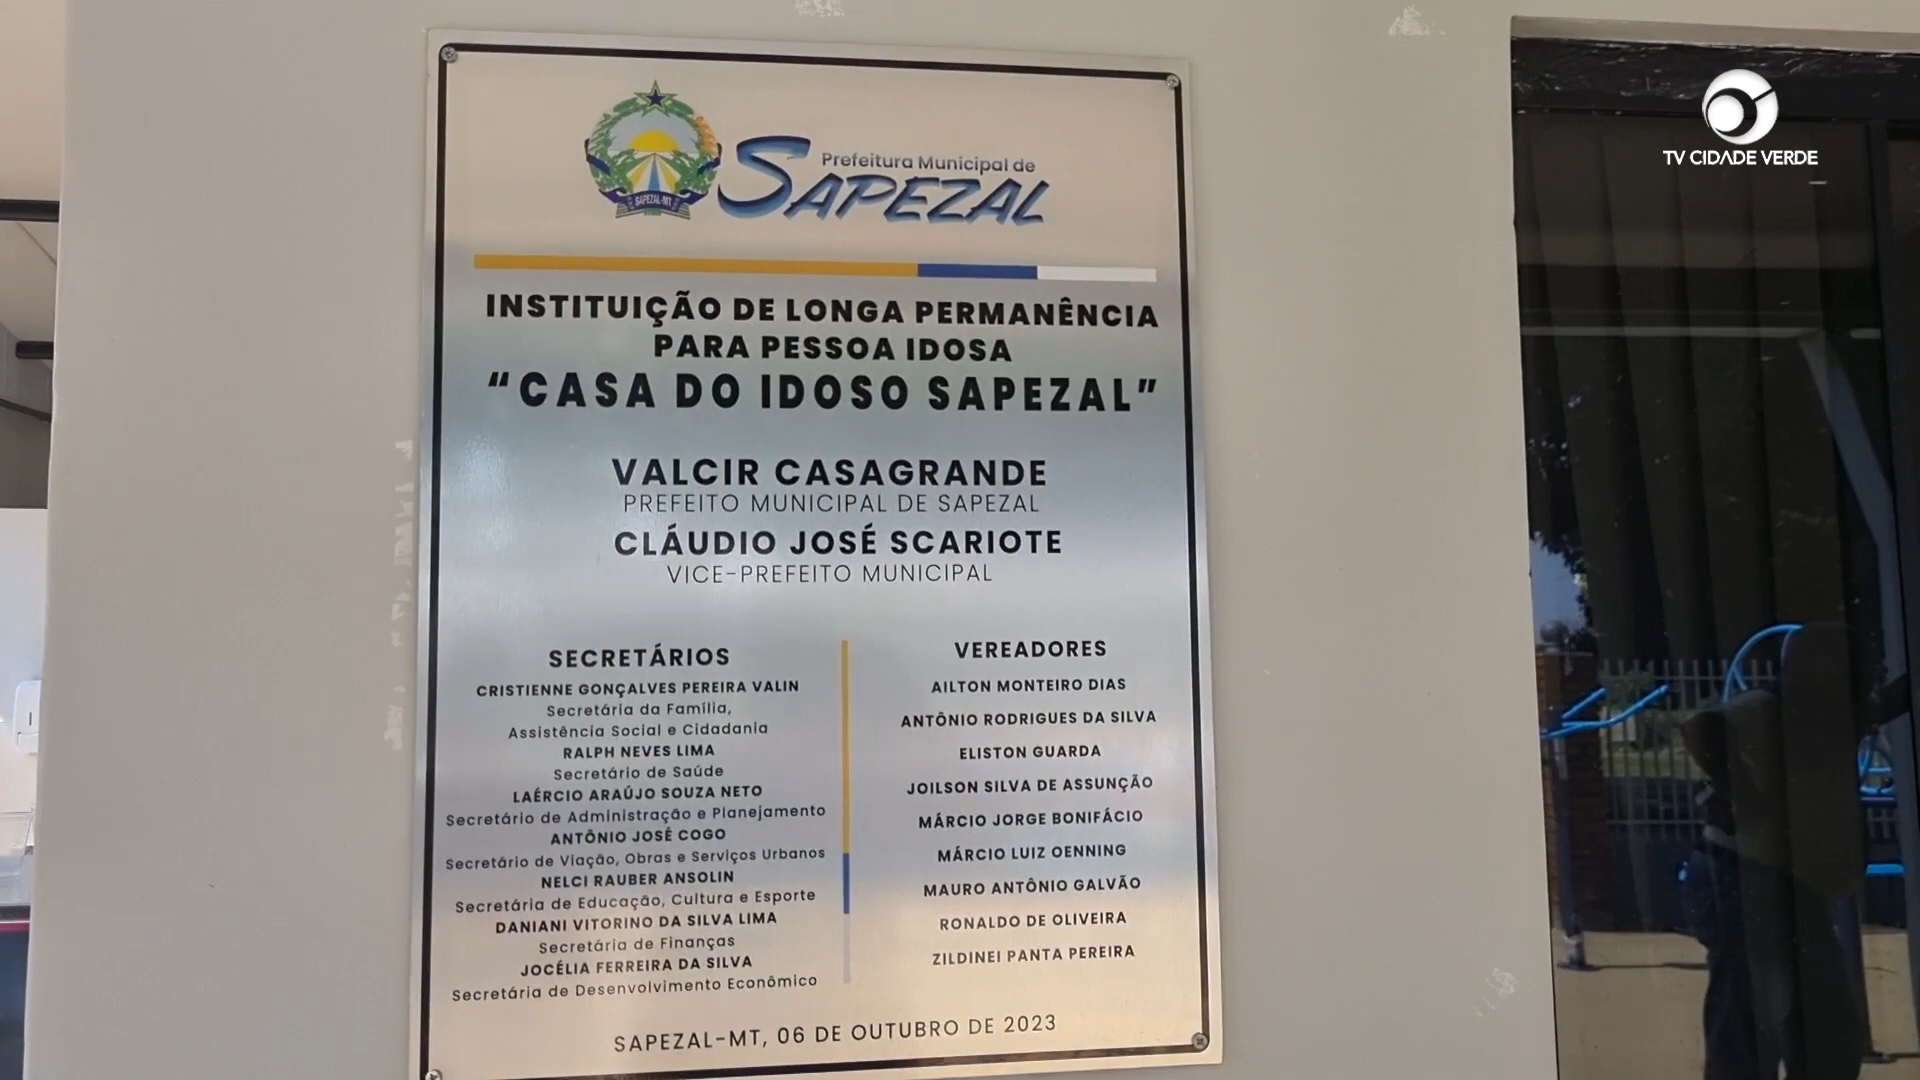 TV CIDADE VERDE
SAPEZAL-MT
Prefeitura Municipal de
SAPEZAL
INSTITUIÇÃO DE LONGA PERMANÊNCIA
PARA PESSOA IDOSA
“CASA DO IDOSO SAPEZAL”
VALCIR CASAGRANDE
PREFEITO MUNICIPAL DE SAPEZAL
CLÁUDIO JOSÉ SCARIOTE
VICE-PREFEITO MUNICIPAL
SECRETÁRIOS
CRISTIENNE GONÇALVES PEREIRA VALIN
Secretária da Família,
Assistência Social e Cidadania
RALPH NEVES LIMA
Secretário de Saúde
LAÉRCIO ARAÚJO SOUZA NETO
Secretário de Administração e Planejamento
ANTÔNIO JOSÉ COGO
Secretário de Viação, Obras e Serviços Urbanos
NELCI RAUBER ANSOLIN
Secretária de Educação, Cultura e Esporte
DANIANI VITORINO DA SILVA LIMA
Secretária de Finanças
JOCÉLIA FERREIRA DA SILVA
Secretária de Desenvolvimento Econômico
VEREADORES
AILTON MONTEIRO DIAS
ANTÔNIO RODRIGUES DA SILVA
ELISTON GUARDA
JOILSON SILVA DE ASSUNÇÃO
MÁRCIO JORGE BONIFÁCIO
MÁRCIO LUIZ OENNING
MAURO ANTÔNIO GALVÃO
RONALDO DE OLIVEIRA
ZILDINEI PANTA PEREIRA
SAPEZAL-MT, 06 DE OUTUBRO DE 2023